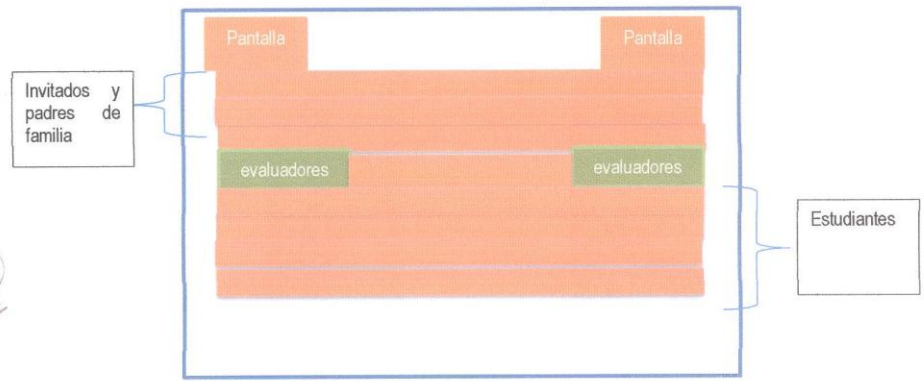 Pantalla
Pantalla
Invitados y
padres de
familia
evaluadores
evaluadores
Estudiantes